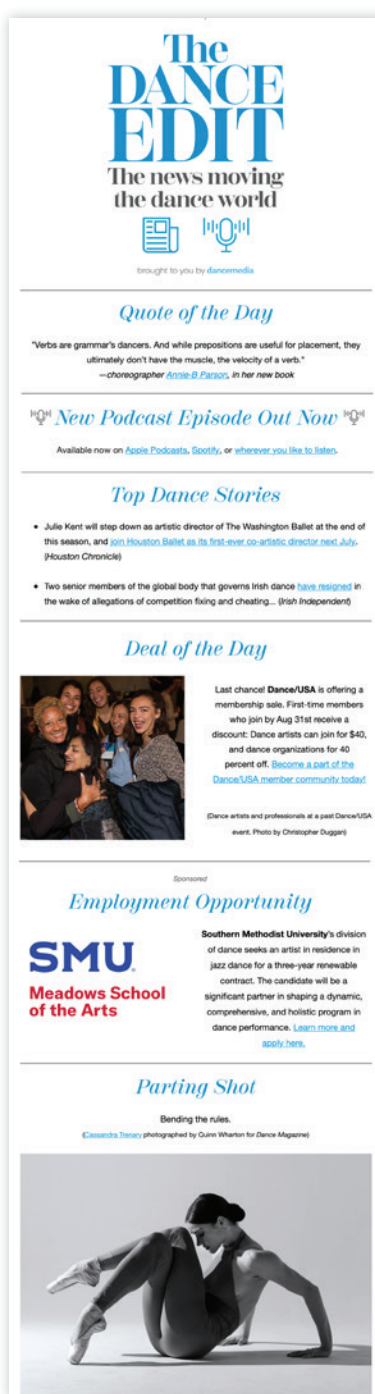 The
DANCE
EDIT
The news moving
the dance world
brought to you by dancemedia
Quote of the Day
"Verbs are grammar's dancers. And while prepositions are useful for placement, they
ultimately don't have the muscle, the velocity of a verb."
—choreographer Annie-B Parson, in her new book
New Podcast Episode Out Now
Available now on Apple Podcasts, Spotify, or wherever you like to listen.
Top Dance Stories
• Julie Kent will step down as artistic director of The Washington Ballet at the end of
this season, and join Houston Ballet as its first-ever co-artistic director next July.
(Houston Chronicle)
• Two senior members of the global body that governs Irish dance have resigned in
the wake of allegations of competition fixing and cheating... (Irish Independent)
Deal of the Day
Last chance! Dance/USA is offering a
membership sale. First-time members
who join by Aug 31st receive a
discount: Dance artists can join for $40,
and dance organizations for 40
percent off. Become a part of the
Dance/USA member community today!
(Dance artists and professionals at a past Dance/USA
event. Photo by Christopher Duggan)
Sponsored
Employment Opportunity
SMU®
Meadows School
of the Arts
Southern Methodist University's division
of dance seeks an artist in residence in
jazz dance for a three-year renewable
contract. The candidate will be a
significant partner in shaping a dynamic,
comprehensive, and holistic program in
dance performance. Learn more and
apply here.
Parting Shot
Bending the rules.
(Cassandra Trenary photographed by Quinn Wharton for Dance Magazine)